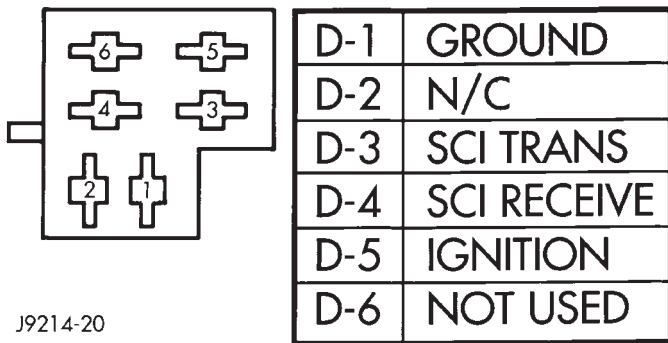 6 5
4 3
2 1
D-1 GROUND
D-2 N/C
D-3 SCI TRANS
D-4 SCI RECEIVE
D-5 IGNITION
D-6 NOT USED
J9214-20